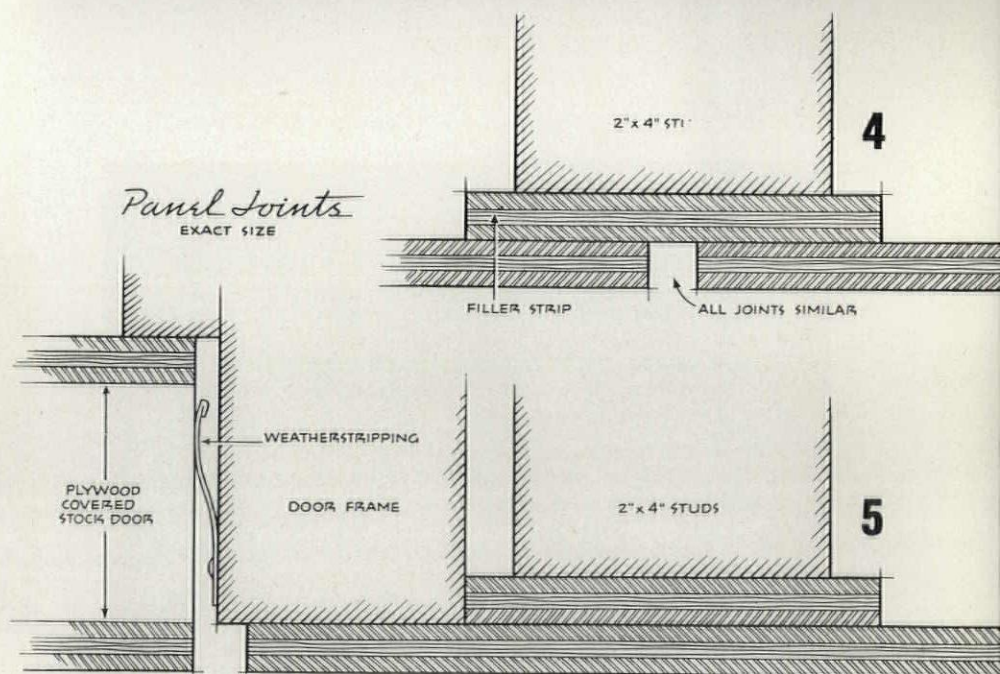 2"x 4"
4
Panel Joints
EXACT SIZE
FILLER STRIP
ALL JOINTS SIMILAR
WEATHERSTRIPPING
PLYWOOD
COVERED
STOCK DOOR
DOOR FRAME
2"x 4" STUDS
5